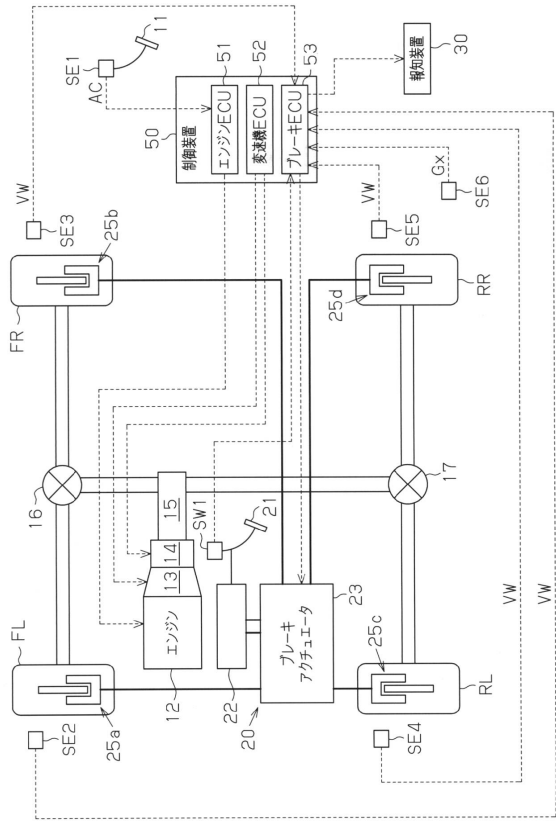 FL
FR
SE2
SE3
VW
25a
25b
16
12
エンジン
13
14
15
SW1
21
22
20
ブレーキ
アクチュエータ
23
AC
SE1
11
50
制御装置
エンジンECU
51
変速機ECU
52
ブレーキECU
53
報知装置
30
25c
25d
17
RL
RR
SE4
SE5
VW
Gx
SE6
VW
VW